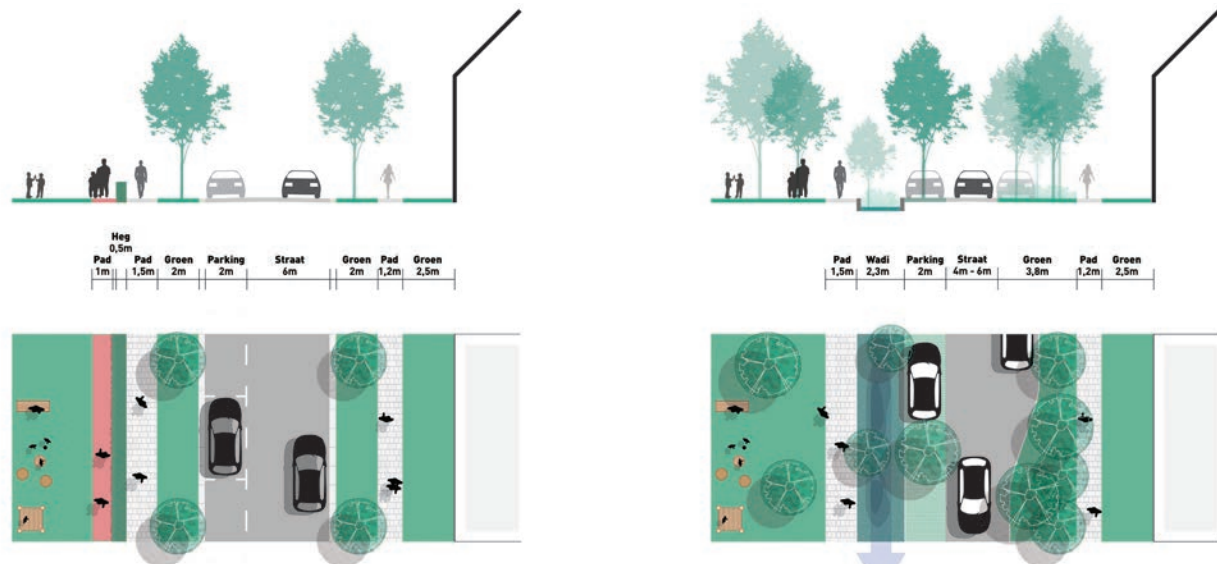 Heg
0,5m
Pad
1m
Pad
1,5m
Groen
2m
Parking
2m
Straat
6m
Groen
2m
Pad
1,2m
Groen
2,5m
Pad
1,5m
Wadi
2,3m
Parking
2m
Straat
4m - 6m
Groen
3,8m
Pad
1,2m
Groen
2,5m